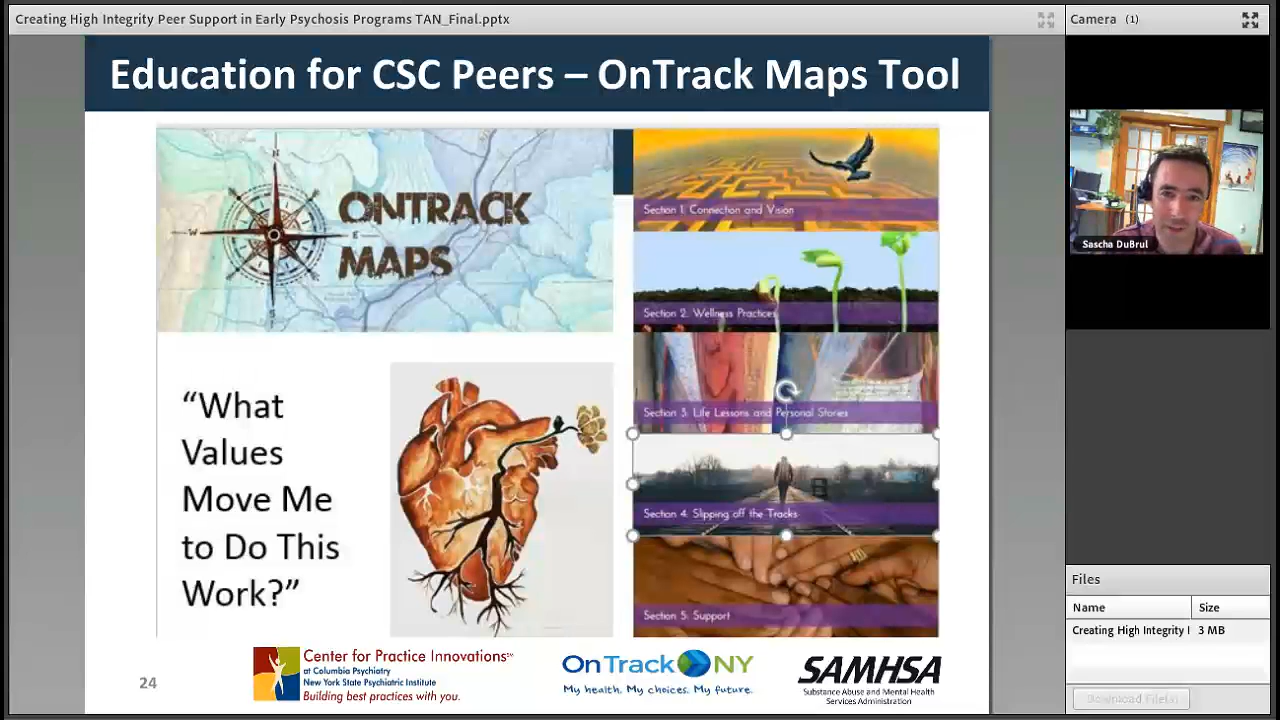 Creating High Integrity Peer Support in Early Psychosis Programs TAN_Final.pptx
Camera (1)
Education for CSC Peers – OnTrack Maps Tool
N
W
E
S
ONTRACK
MAPS
Section 1: Connection and Vision
Section 2: Wellness Practices
Section 3: Life Lessons and Personal Stories
Section 4: Slipping off the Tracks
Section 5: Support
“What
Values
Move Me
to Do This
Work?”
Sascha DuBrul
Files
Name
Size
Creating High Integrity I
3 MB
Download File(s)
24
Center for Practice Innovations℠
at Columbia Psychiatry
New York State Psychiatric Institute
Building best practices with you.
OnTrackNY
My health. My choices. My future.
SAMHSA
Substance Abuse and Mental Health
Services Administration